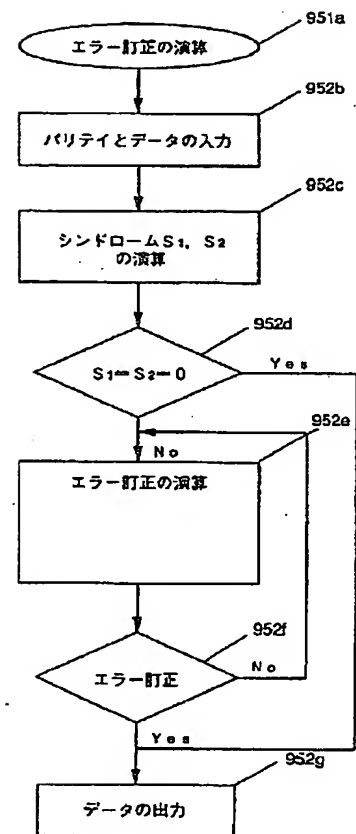 951a
エラー訂正の演算
952b
パリテイとデータの入力
952c
シンドロームS1, S2
の演算
952d
S1=S2=0
Yes
952e
No
エラー訂正の演算
952f
エラー訂正
No
Yes
952g
データの出力